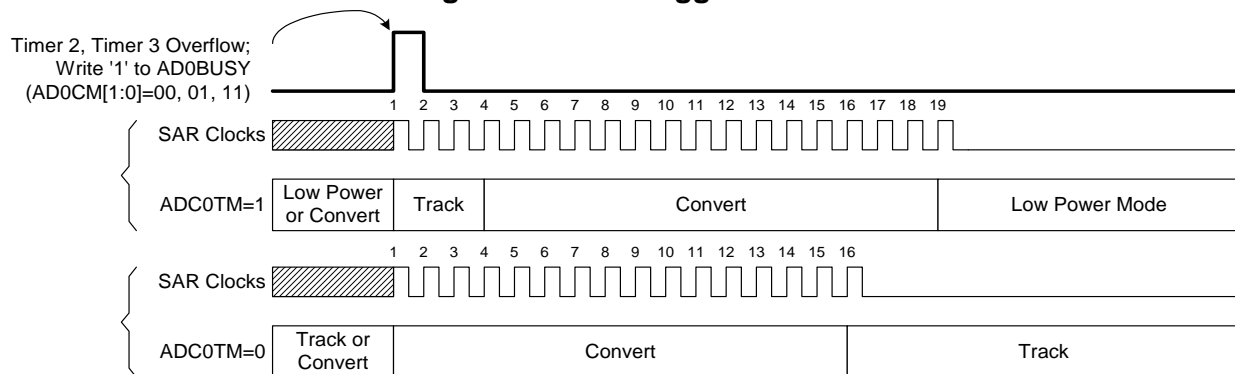 Timer 2, Timer 3 Overflow;
Write '1' to AD0BUSY
(AD0CM[1:0]=00, 01, 11)
1 2 3 4 5 6 7 8 9 10 11 12 13 14 15 16 17 18 19
SAR Clocks
ADC0TM=1
Low Power
or Convert
Track
Convert
Low Power Mode
1 2 3 4 5 6 7 8 9 10 11 12 13 14 15 16
SAR Clocks
ADC0TM=0
Track or
Convert
Convert
Track